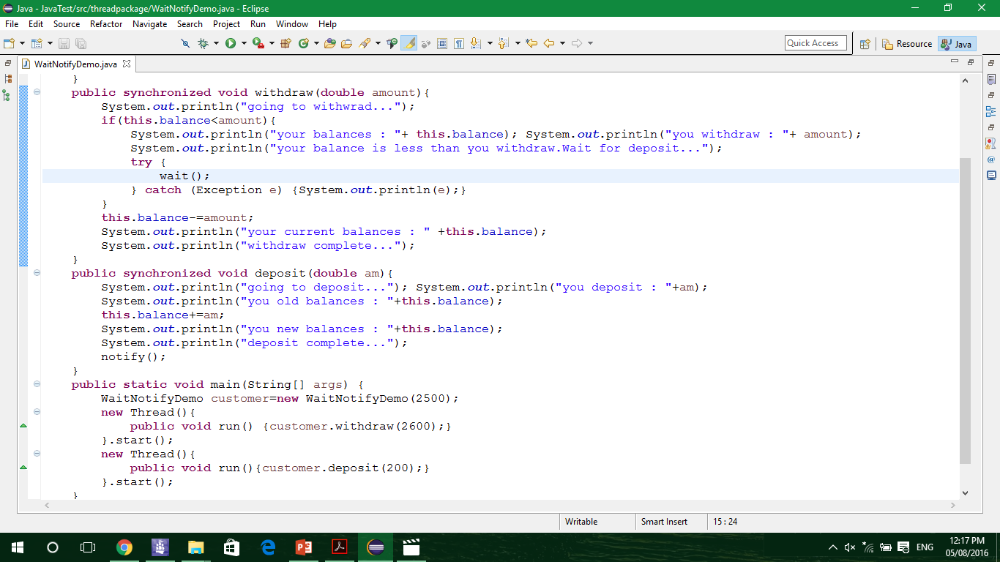 Java - JavaTest/src/threadpackage/WaitNotifyDemo.java - Eclipse
File Edit Source Refactor Navigate Search Project Run Window Help
Quick Access Resource Java
WaitNotifyDemo.java
}
public synchronized void withdraw(double amount){
System.out.println("going to withwrad...");
if(this.balance<amount){
System.out.println("your balances : "+ this.balance); System.out.println("you withdraw : "+ amount);
System.out.println("your balance is less than you withdraw.Wait for deposit...");
try {
wait();
} catch (Exception e) {System.out.println(e);}
}
this.balance-=amount;
System.out.println("your current balances : " +this.balance);
System.out.println("withdraw complete...");
}
public synchronized void deposit(double am){
System.out.println("going to deposit..."); System.out.println("you deposit : "+am);
System.out.println("you old balances : "+this.balance);
this.balance+=am;
System.out.println("you new balances : "+this.balance);
System.out.println("deposit complete...");
notify();
}
public static void main(String[] args) {
WaitNotifyDemo customer=new WaitNotifyDemo(2500);
new Thread(){
public void run() {customer.withdraw(2600);}
}.start();
new Thread(){
public void run(){customer.deposit(200);}
}.start();
}
Writable Smart Insert 15 : 24
ENG 12:17 PM
05/08/2016